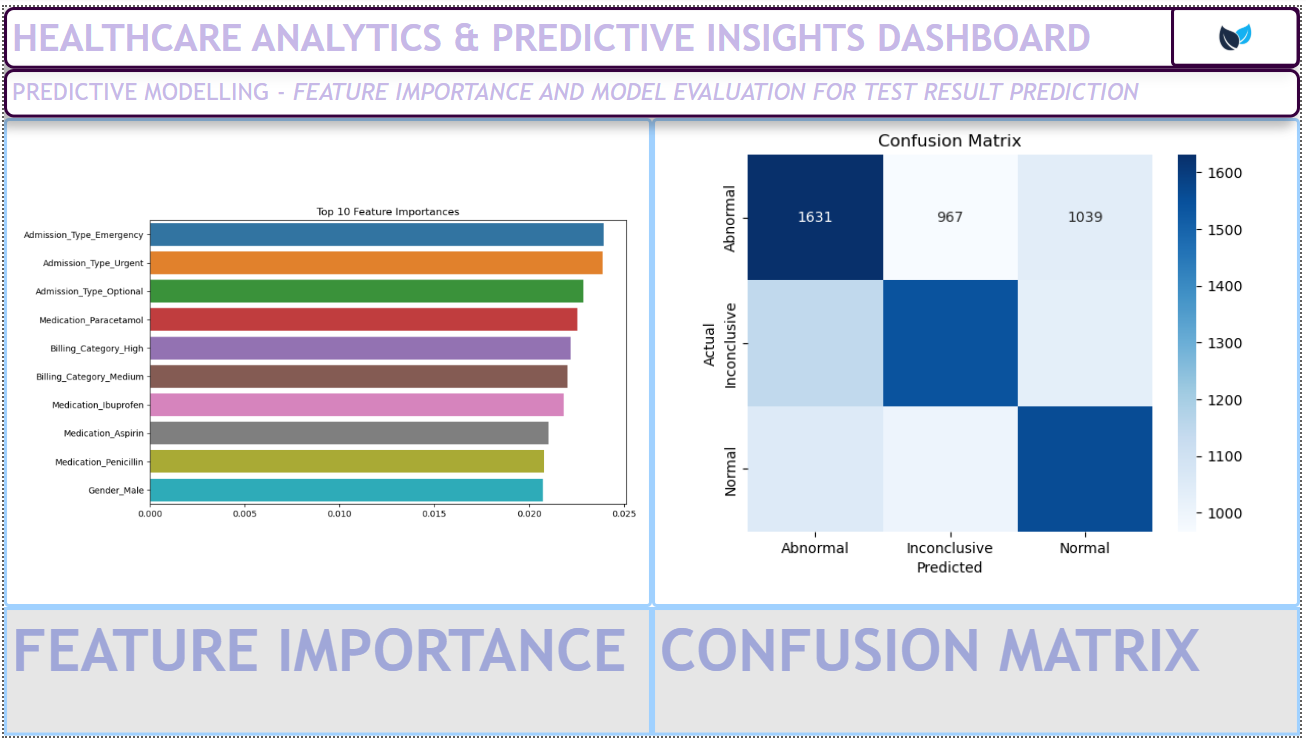 HEALTHCARE ANALYTICS & PREDICTIVE INSIGHTS DASHBOARD
PREDICTIVE MODELLING - FEATURE IMPORTANCE AND MODEL EVALUATION FOR TEST RESULT PREDICTION
Top 10 Feature Importances
Admission_Type_Emergency
Admission_Type_Urgent
Admission_Type_Optional
Medication_Paracetamol
Billing_Category_High
Billing_Category_Medium
Medication_Ibuprofen
Medication_Aspirin
Medication_Penicillin
Gender_Male
0.000 0.005 0.010 0.015 0.020 0.025
Confusion Matrix
Actual
Abnormal
Inconclusive
Normal
1631 967 1039
Abnormal Inconclusive Normal
Predicted
1600
1500
1400
1300
1200
1100
1000
FEATURE IMPORTANCE
CONFUSION MATRIX